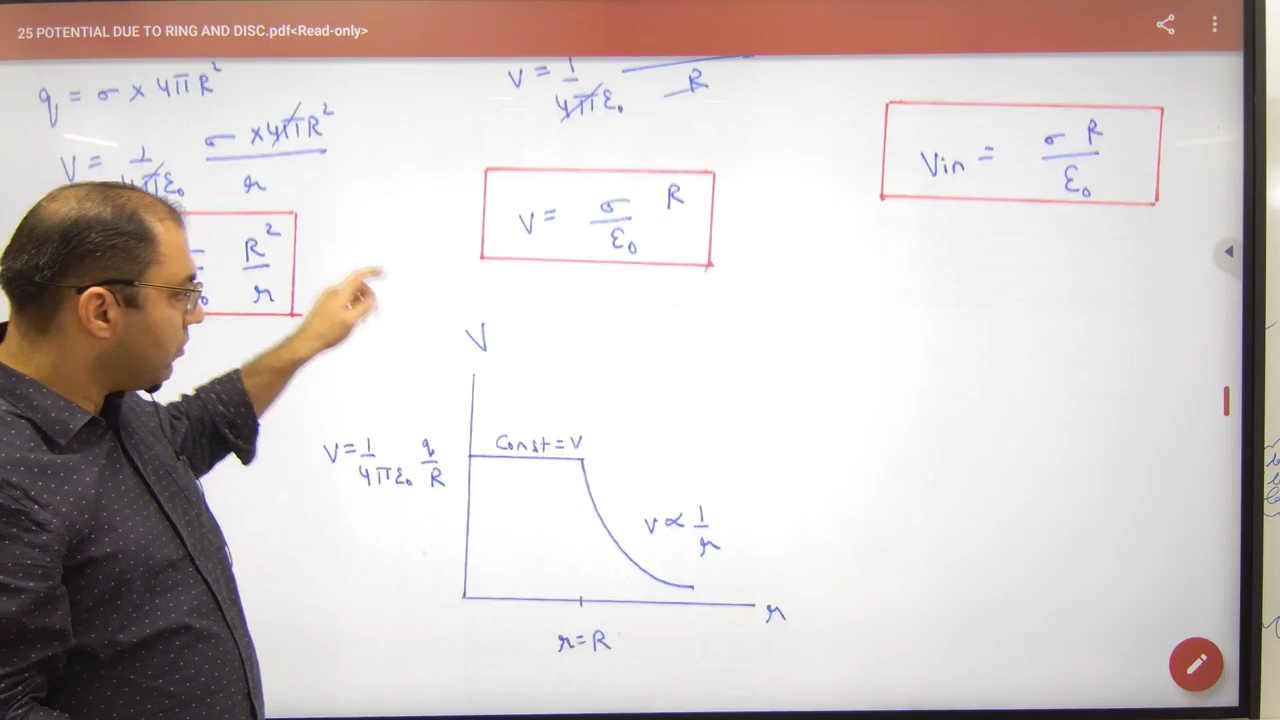 25 POTENTIAL DUE TO RING AND DISC.pdf<Read-only>
q = σ × 4πR²
V = 1/4πε₀ σ × 4πR²/r
R²/r
V = 1/4πε₀ R
V = σ/ε₀ R
Vin = σ R/ε₀
V
V = 1/4πε₀ q/R
Const = V
V ∝ 1/r
r
r = R